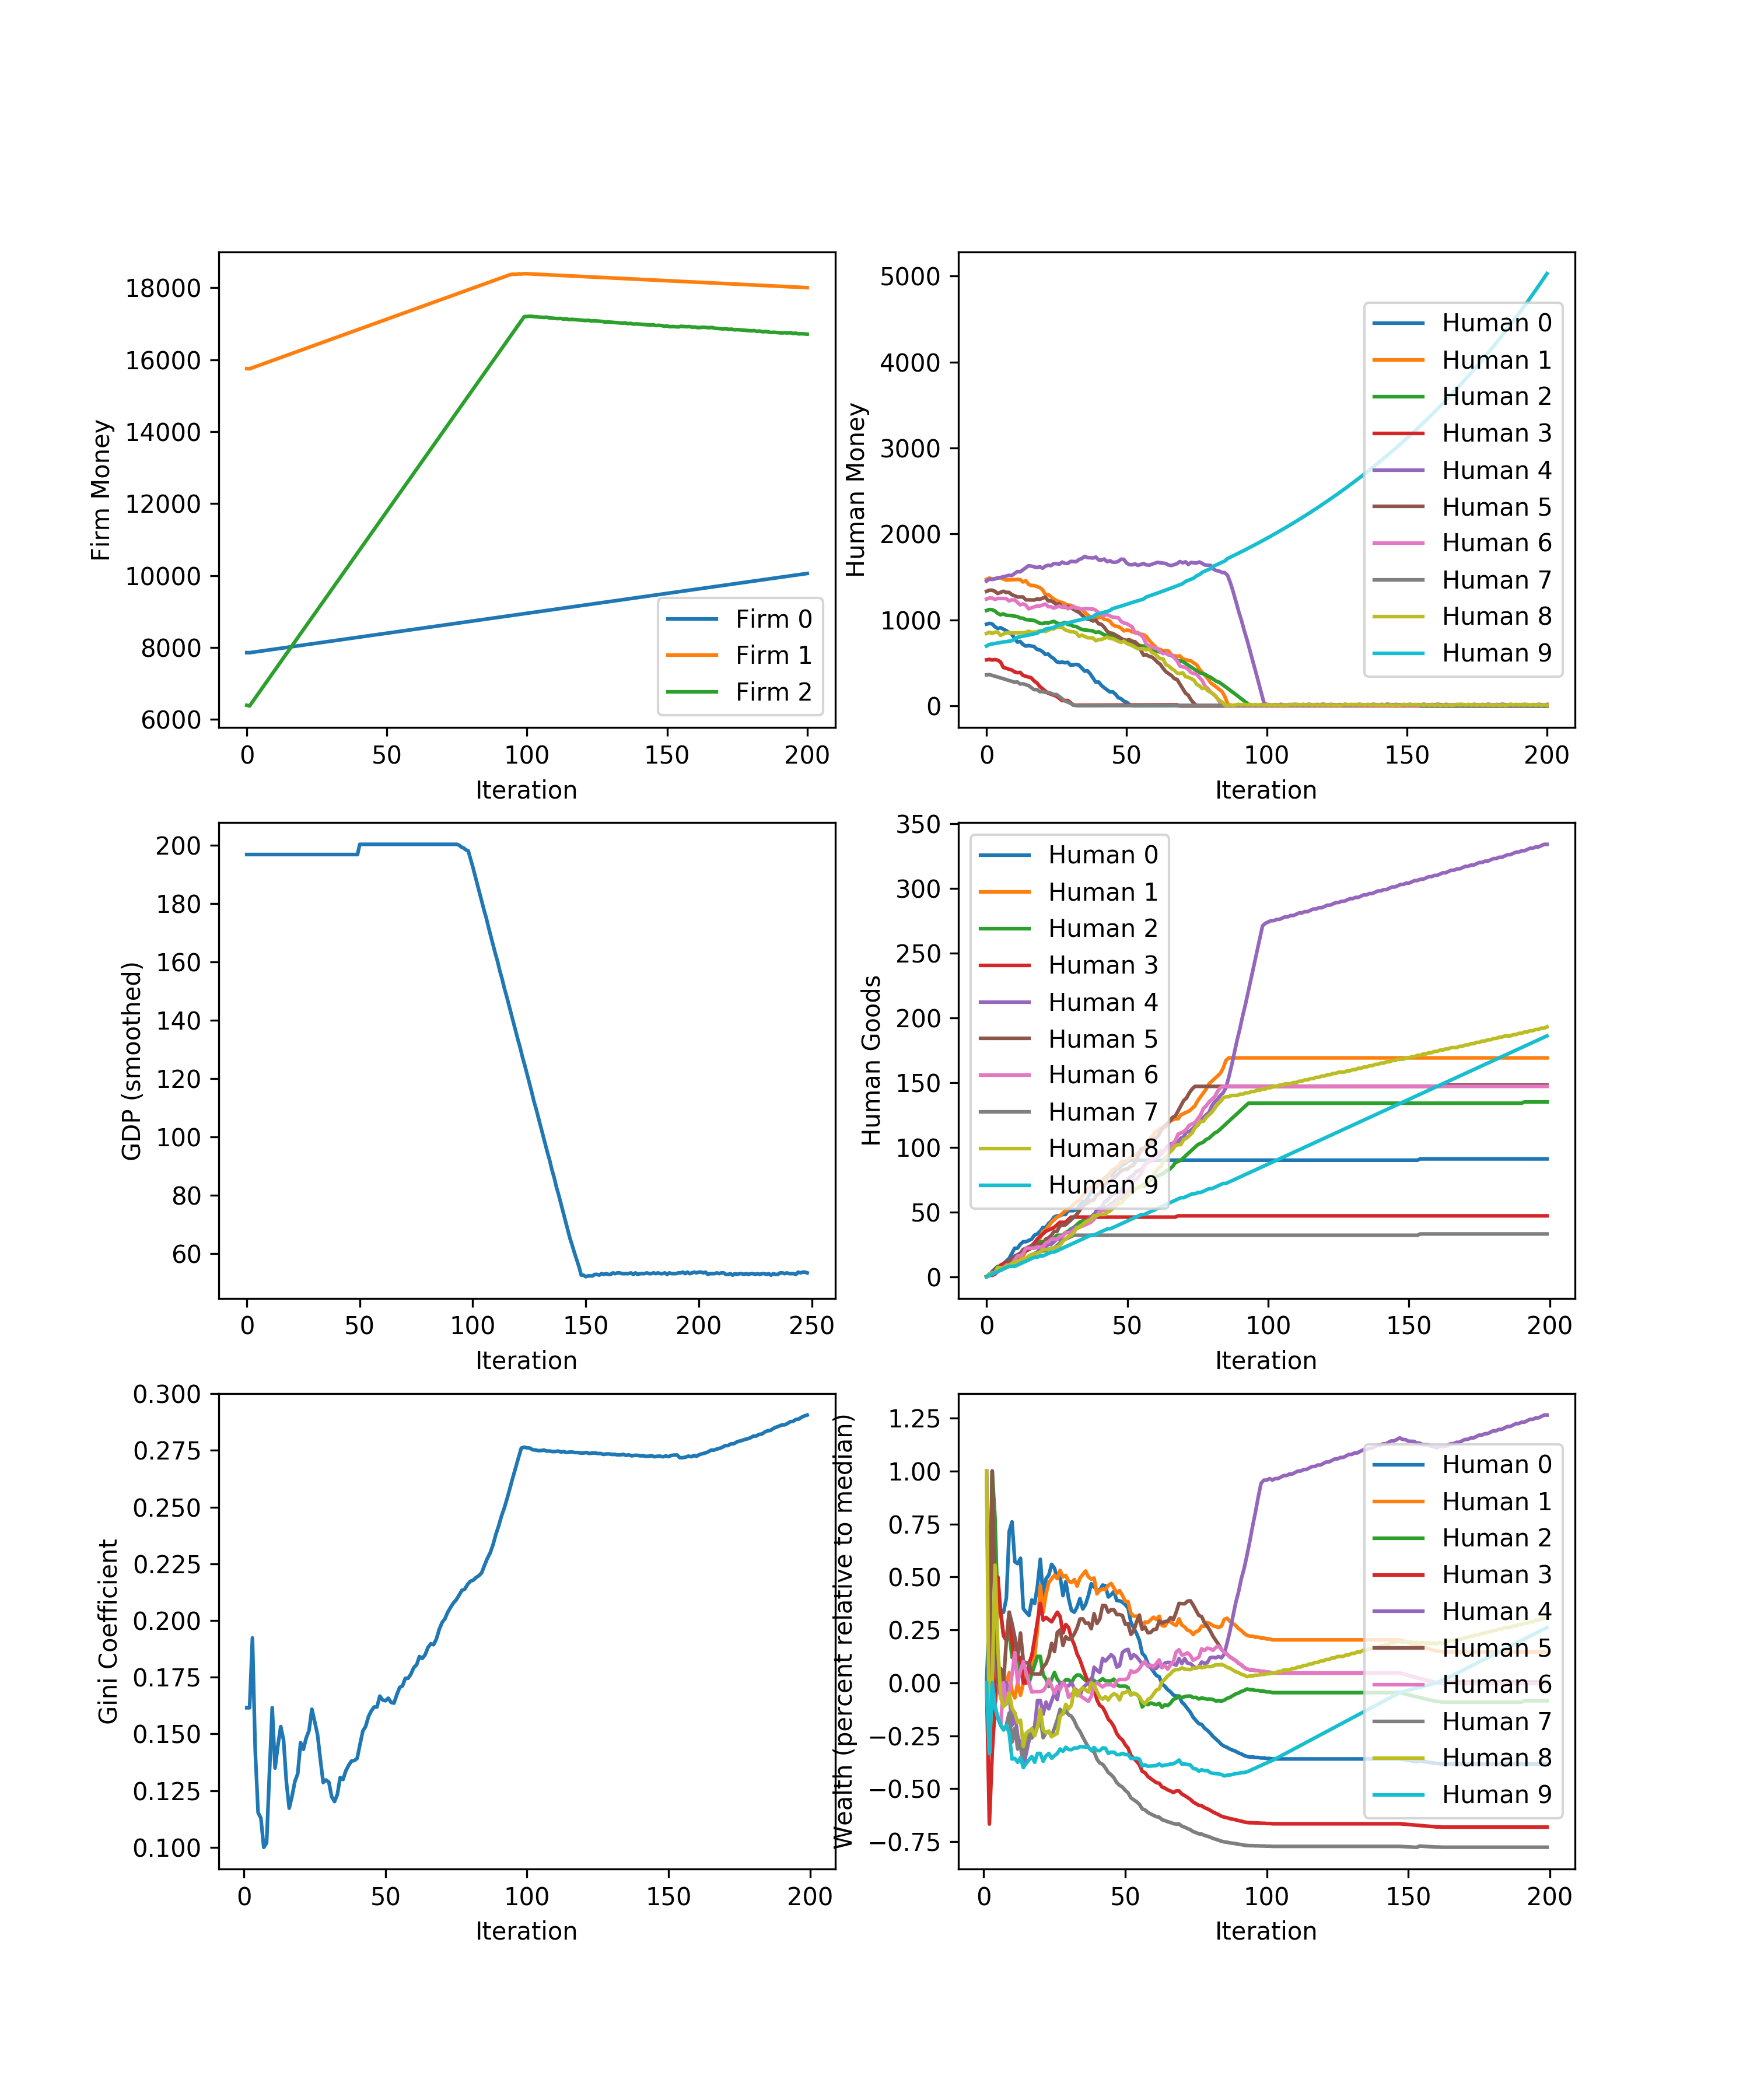 18000
16000
14000
12000
10000
8000
6000
Firm Money
0
50
100
150
200
Iteration
Firm 0
Firm 1
Firm 2
5000
4000
3000
2000
1000
0
Human Money
0
50
100
150
200
Iteration
Human 0
Human 1
Human 2
Human 3
Human 4
Human 5
Human 6
Human 7
Human 8
Human 9
200
180
160
140
120
100
80
60
GDP (smoothed)
0
50
100
150
200
250
Iteration
350
300
250
200
150
100
50
0
Human Goods
0
50
100
150
200
Iteration
Human 0
Human 1
Human 2
Human 3
Human 4
Human 5
Human 6
Human 7
Human 8
Human 9
0.300
0.275
0.250
0.225
0.200
0.175
0.150
0.125
0.100
Gini Coefficient
0
50
100
150
200
Iteration
1.25
1.00
0.75
0.50
0.25
0.00
−0.25
−0.50
−0.75
Wealth (percent relative to median)
0
50
100
150
200
Iteration
Human 0
Human 1
Human 2
Human 3
Human 4
Human 5
Human 6
Human 7
Human 8
Human 9